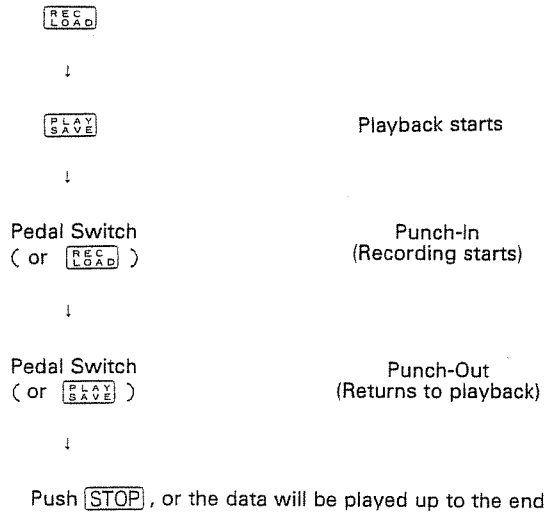 REC
LOAD
↓
PLAY
SAVE Playback starts
↓
Pedal Switch Punch-In
( or REC LOAD ) (Recording starts)
↓
Pedal Switch Punch-Out
( or PLAY SAVE ) (Returns to playback)
↓
Push STOP , or the data will be played up to the end